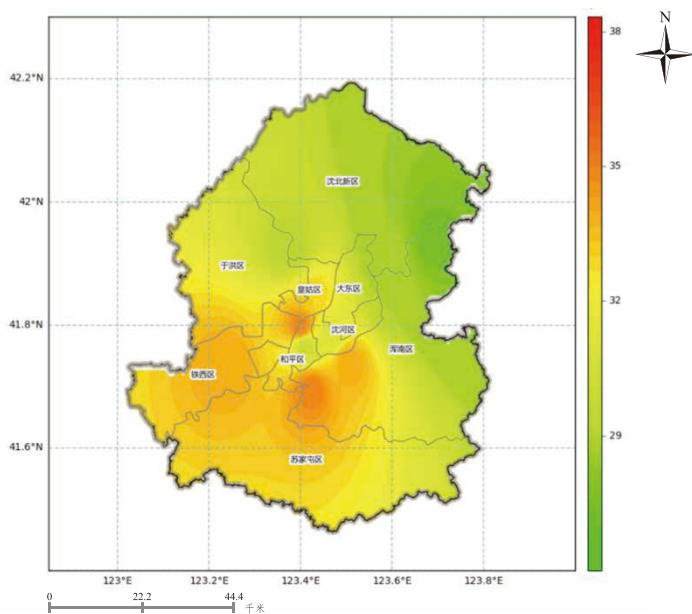 N
38
35
32
29
42.2°N
42°N
41.8°N
41.6°N
沈北新区
于洪区
皇姑区
大东区
沈河区
和平区
浑南区
铁西区
苏家屯区
123°E
123.2°E
123.4°E
123.6°E
123.8°E
0
22.2
44.4
千米